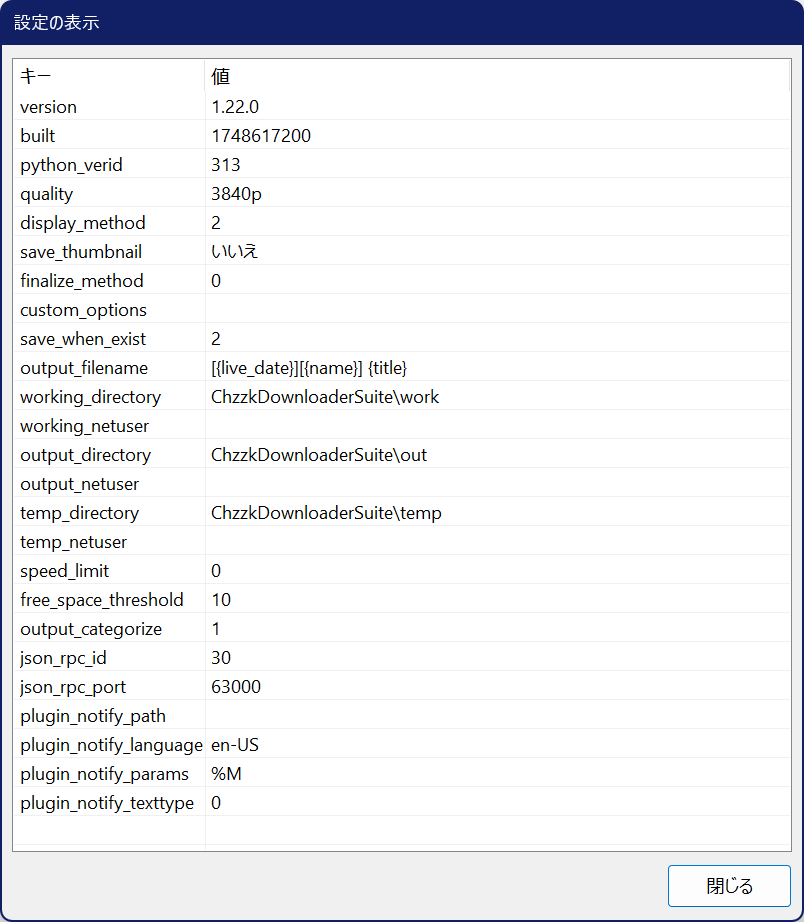 設定の表示
キー 値
version 1.22.0
built 1748617200
python_verid 313
quality 3840p
display_method 2
save_thumbnail いいえ
finalize_method 0
custom_options
save_when_exist 2
output_filename [{live_date}][{name}] {title}
working_directory ChzzkDownloaderSuite\work
working_netuser
output_directory ChzzkDownloaderSuite\out
output_netuser
temp_directory ChzzkDownloaderSuite\temp
temp_netuser
speed_limit 0
free_space_threshold 10
output_categorize 1
json_rpc_id 30
json_rpc_port 63000
plugin_notify_path
plugin_notify_language en-US
plugin_notify_params %M
plugin_notify_texttype 0
閉じる